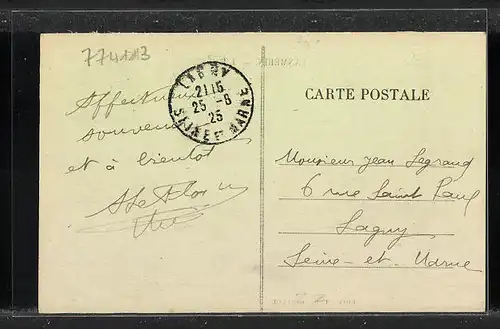 774113
LAGNY
21 15
25 - 8
25
SEINE ET MARNE
Affectueux
souvenir
et à bientôt
CARTE POSTALE
Monsieur Jean Legrand
6 rue Saint Paul
Lagny
Seine-et-Marne